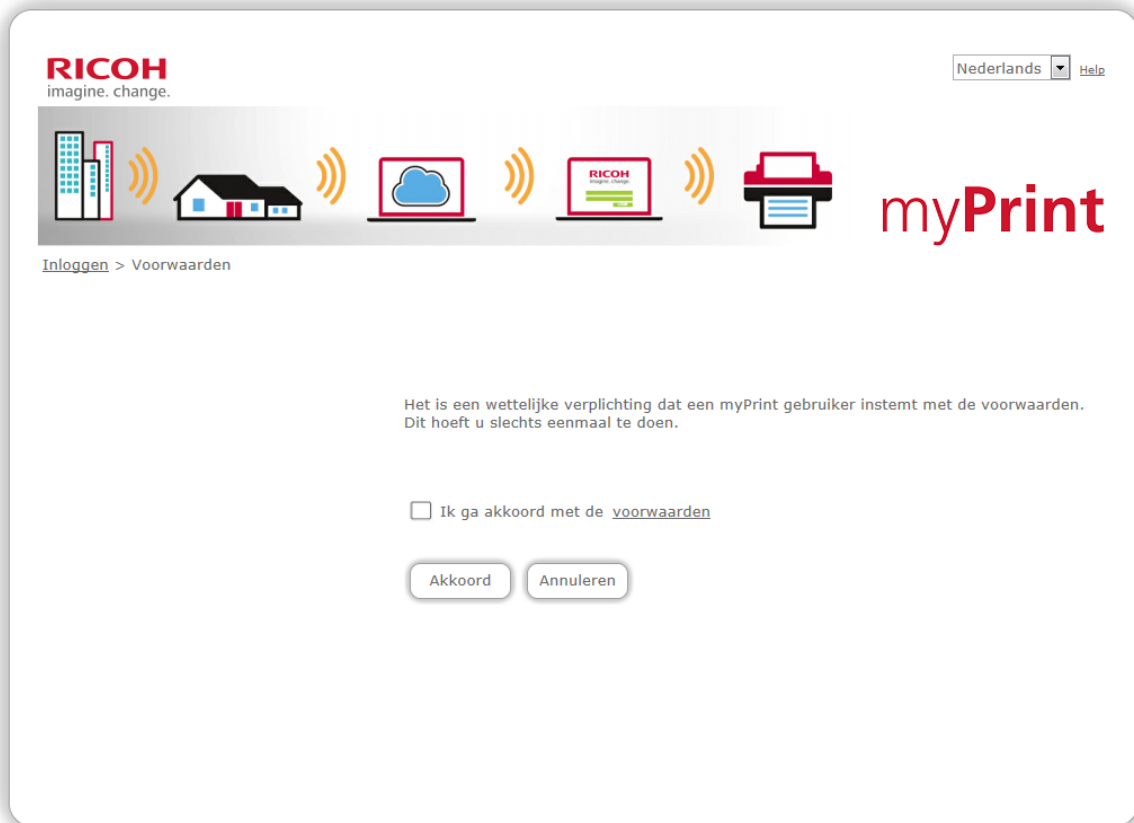 RICOH
imagine. change.
Nederlands
Help
RICOH
imagine. change.
myPrint
Inloggen > Voorwaarden
Het is een wettelijke verplichting dat een myPrint gebruiker instemt met de voorwaarden.
Dit hoeft u slechts eenmaal te doen.
Ik ga akkoord met de voorwaarden
Akkoord
Annuleren